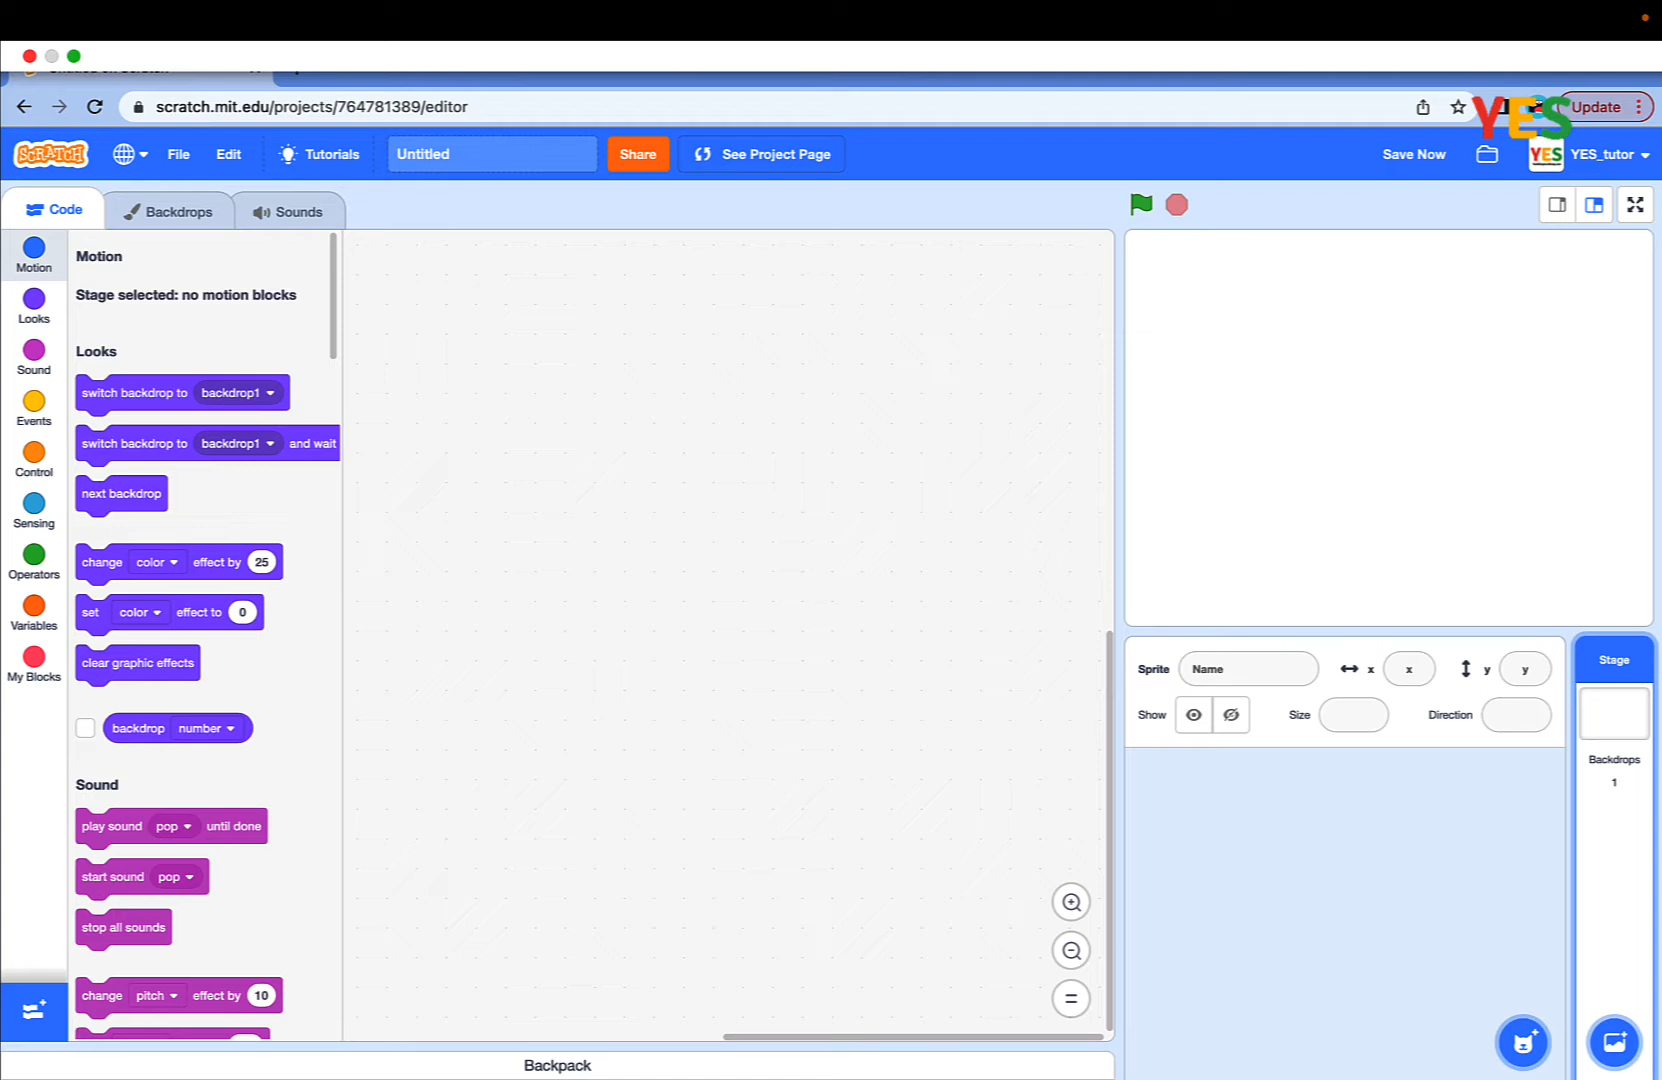 scratch.mit.edu/projects/764781389/editor
Update
YES
SCRATCH
File
Edit
Tutorials
Untitled
Share
See Project Page
Save Now
YES
YES_tutor
Code
Backdrops
Sounds
Motion
Looks
Sound
Events
Control
Sensing
Operators
Variables
My Blocks
Motion
Stage selected: no motion blocks
Looks
switch backdrop to backdrop1
switch backdrop to backdrop1 and wait
next backdrop
change color effect by 25
set color effect to 0
clear graphic effects
backdrop number
Sound
play sound pop until done
start sound pop
stop all sounds
change pitch effect by 10
Backpack
Sprite Name x x y y
Show Size Direction
Stage
Backdrops
1